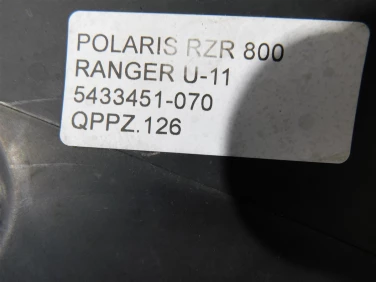 POLARIS RZR 800
RANGER U-11
5433451-070
QPPZ.126